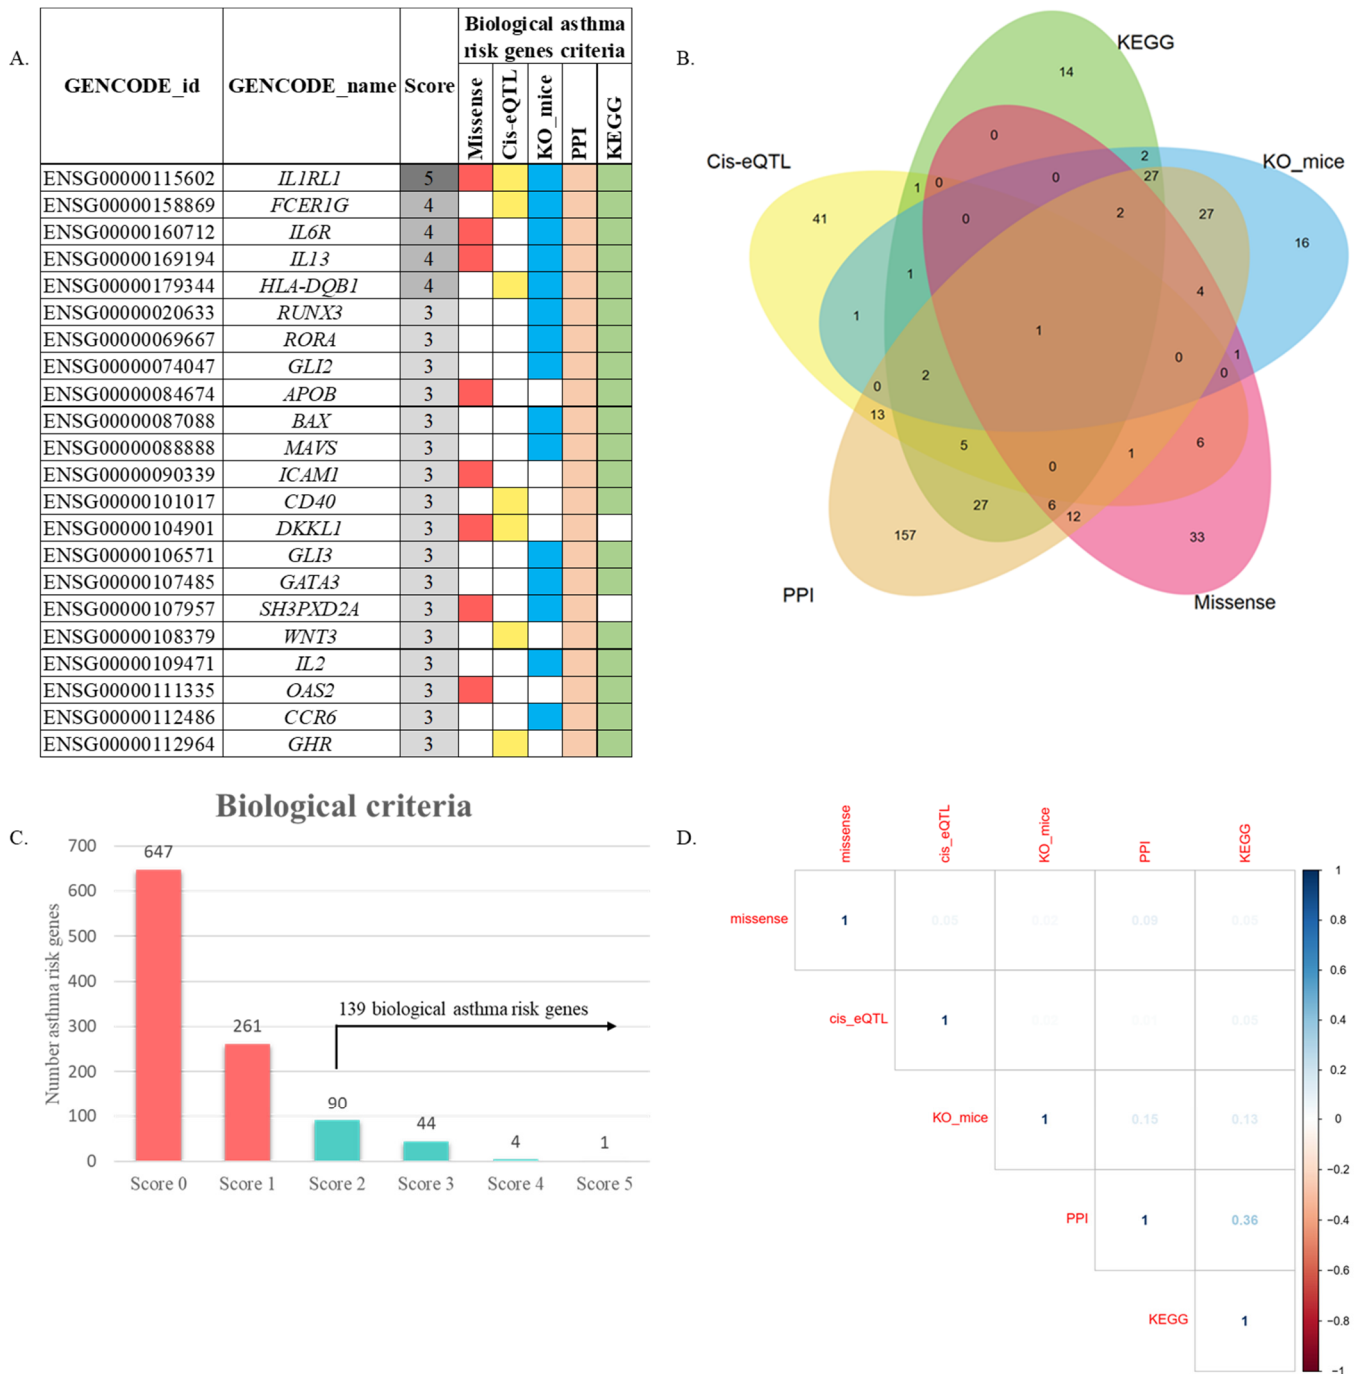 A.
GENCODE_id GENCODE_name Score Biological asthma
risk genes criteria
Missense Cis-eQTL KO_mice PPI KEGG
ENSG00000115602 IL1RL1 5
ENSG00000158869 FCER1G 4
ENSG00000160712 IL6R 4
ENSG00000169194 IL13 4
ENSG00000179344 HLA-DQB1 4
ENSG00000020633 RUNX3 3
ENSG00000069667 RORA 3
ENSG00000074047 GLI2 3
ENSG00000084674 APOB 3
ENSG00000087088 BAX 3
ENSG00000088888 MAVS 3
ENSG00000090339 ICAM1 3
ENSG00000101017 CD40 3
ENSG00000104901 DKKL1 3
ENSG00000106571 GLI3 3
ENSG00000107485 GATA3 3
ENSG00000107957 SH3PXD2A 3
ENSG00000108379 WNT3 3
ENSG00000109471 IL2 3
ENSG00000111335 OAS2 3
ENSG00000112486 CCR6 3
ENSG00000112964 GHR 3
B.
KEGG
14
0
Cis-eQTL
2
KO_mice
27
1 0 0
41 0 2 27 16
1
4
1
1
0 1
0
2
0
13
5 1 6
0
27 6 12
157 33
PPI
Missense
C.
Biological criteria
Number asthma risk genes
700
600
500
400
300
200
100
0
647
261
90
44
4
1
139 biological asthma risk genes
Score 0 Score 1 Score 2 Score 3 Score 4 Score 5
D.
missense cis_eQTL KO_mice PPI KEGG
missense 1 0.05 0.02 0.09 0.05
cis_eQTL 1 0.05
KO_mice 1 0.15 0.13
PPI 1 0.36
KEGG 1
1
0.8
0.6
0.4
0.2
0
−0.2
−0.4
−0.6
−0.8
−1